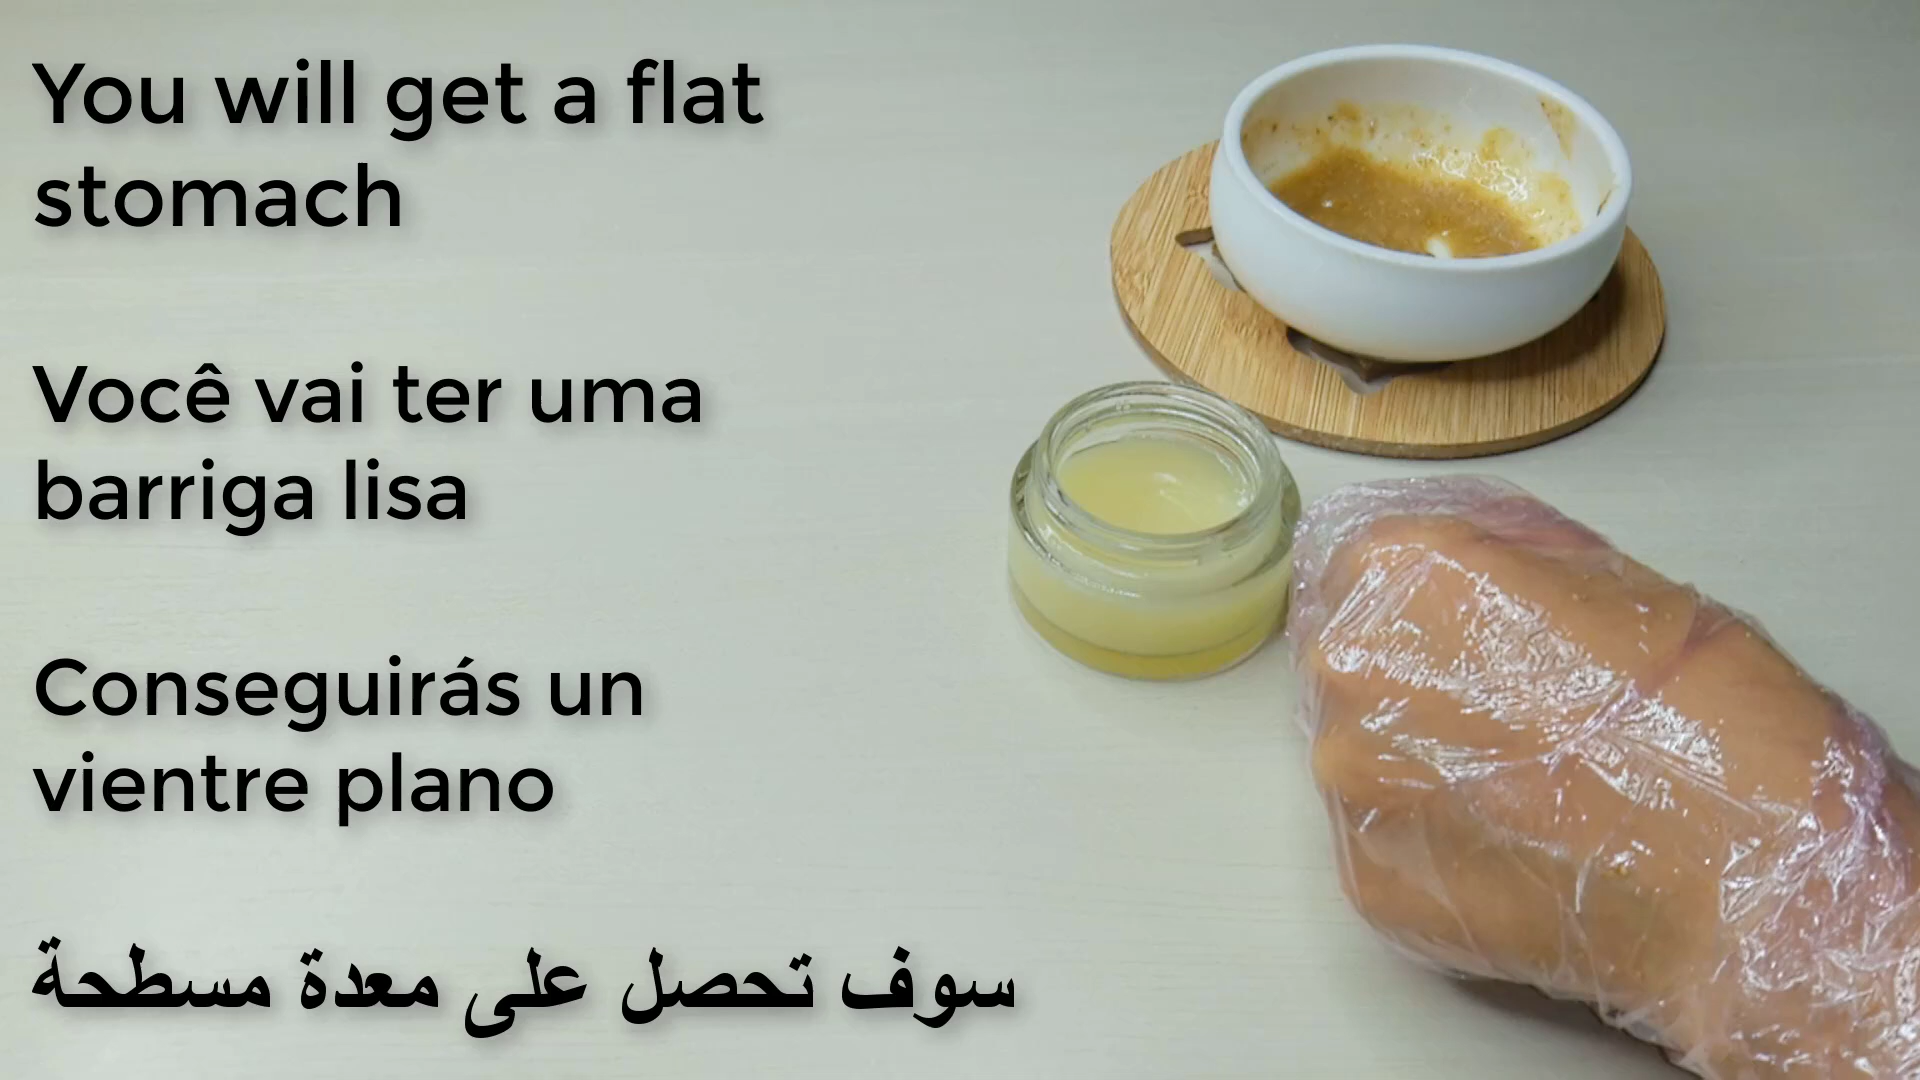 You will get a flat
stomach
Você vai ter uma
barriga lisa
Conseguirás un
vientre plano
سوف تحصل على معدة مسطحة